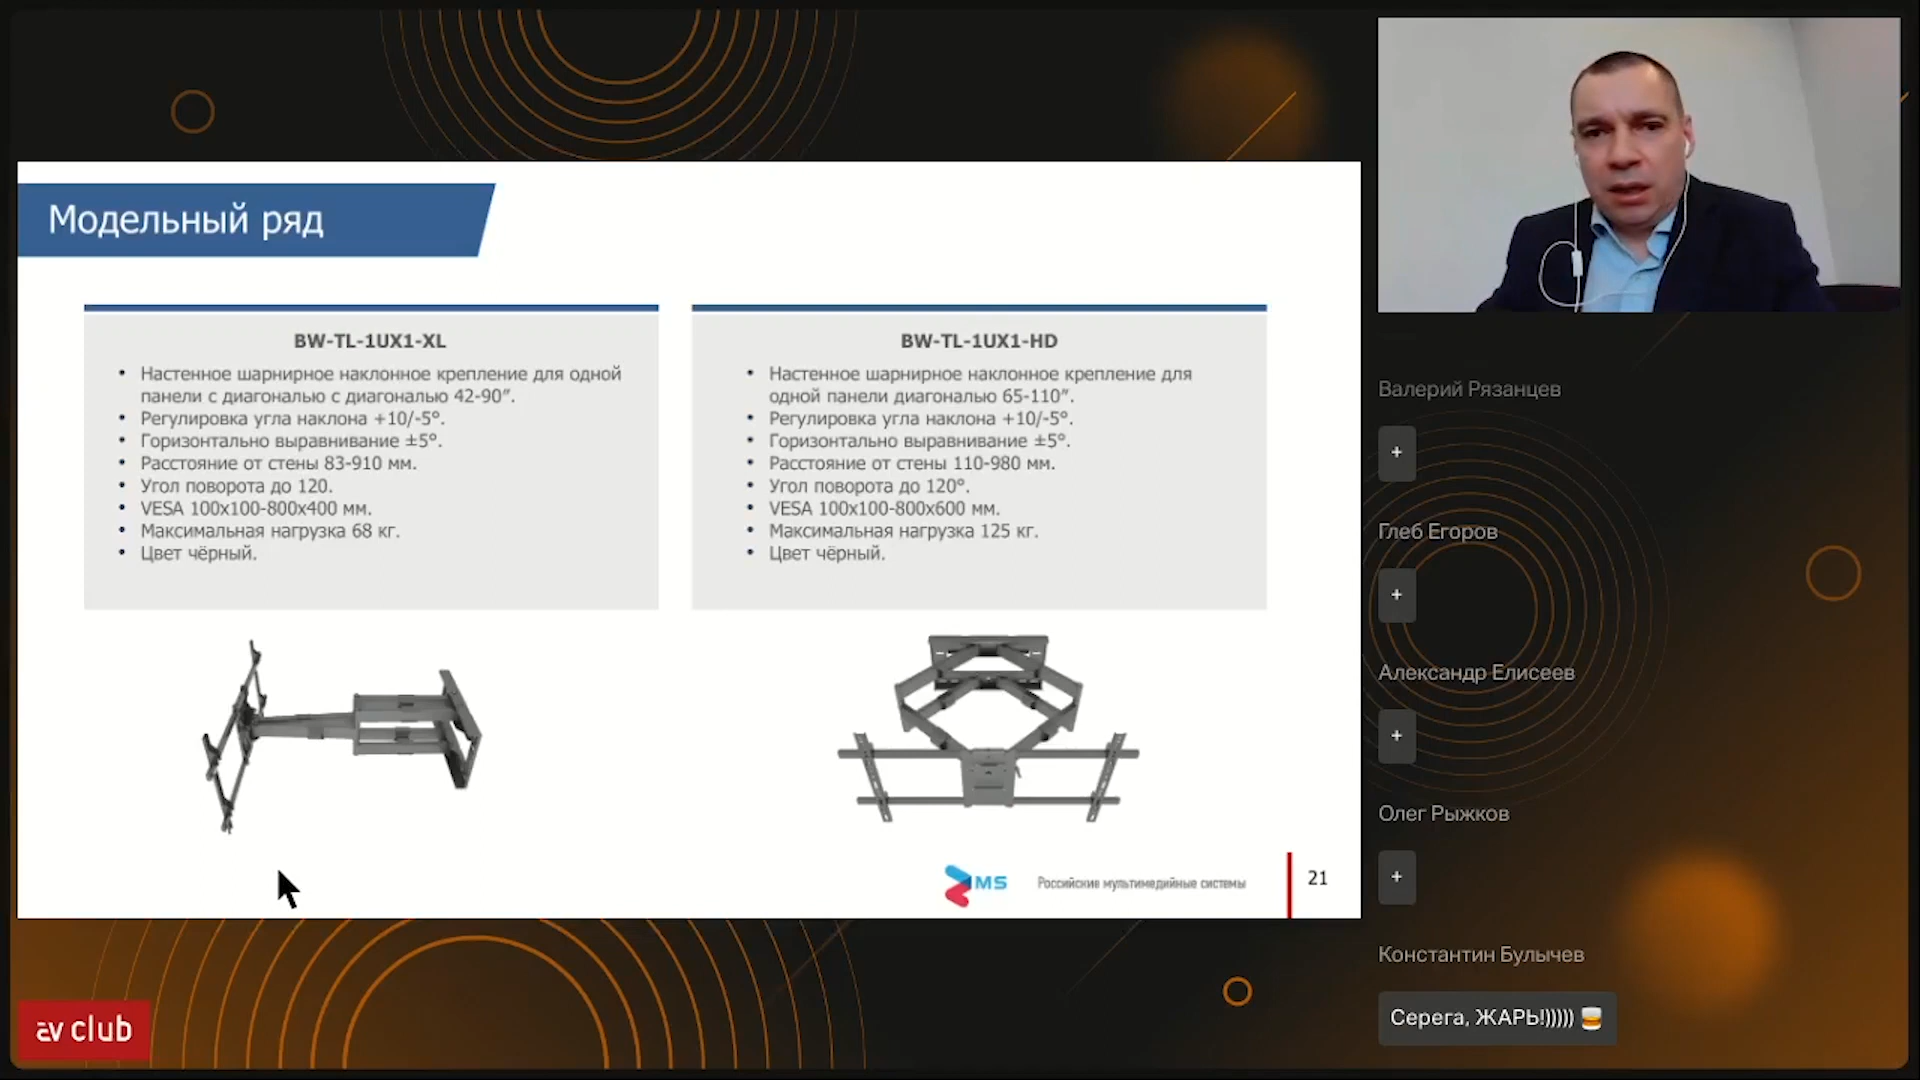 Модельный ряд
BW-TL-1UX1-XL
• Настенное шарнирное наклонное крепление для одной
панели с диагональю с диагональю 42-90″.
• Регулировка угла наклона +10/-5°.
• Горизонтально выравнивание ±5°.
• Расстояние от стены 83-910 мм.
• Угол поворота до 120.
• VESA 100x100-800x400 мм.
• Максимальная нагрузка 68 кг.
• Цвет чёрный.
BW-TL-1UX1-HD
• Настенное шарнирное наклонное крепление для
одной панели диагональю 65-110″.
• Регулировка угла наклона +10/-5°.
• Горизонтально выравнивание ±5°.
• Расстояние от стены 110-980 мм.
• Угол поворота до 120°.
• VESA 100x100-800x600 мм.
• Максимальная нагрузка 125 кг.
• Цвет чёрный.
MS
Российские мультимедийные системы
21
av club
Валерий Рязанцев
+
Глеб Егоров
+
Александр Елисеев
+
Олег Рыжков
+
Константин Булычев
Серега, ЖАРЬ!))))) 🥃